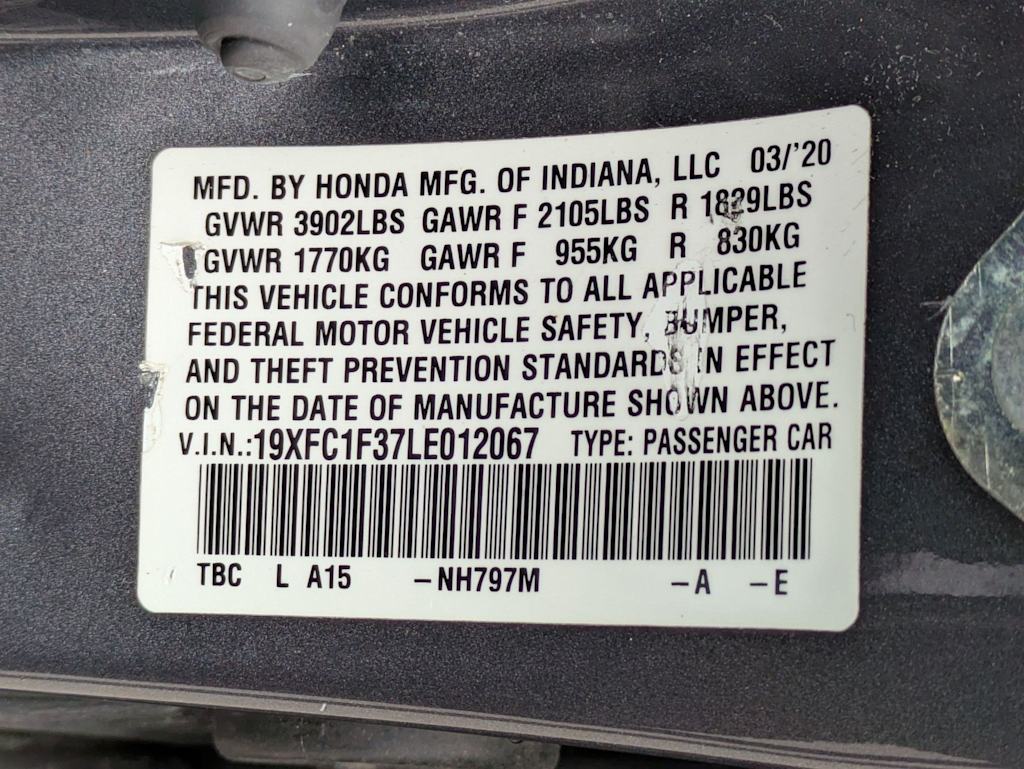 MFD. BY HONDA MFG. OF INDIANA, LLC 03/'20
GVWR 3902LBS GAWR F 2105LBS R 1829LBS
GVWR 1770KG GAWR F 955KG R 830KG
THIS VEHICLE CONFORMS TO ALL APPLICABLE
FEDERAL MOTOR VEHICLE SAFETY, BUMPER,
AND THEFT PREVENTION STANDARDS IN EFFECT
ON THE DATE OF MANUFACTURE SHOWN ABOVE.
V.I.N.:19XFC1F37LE012067 TYPE: PASSENGER CAR
TBC L A15 -NH797M -A -E